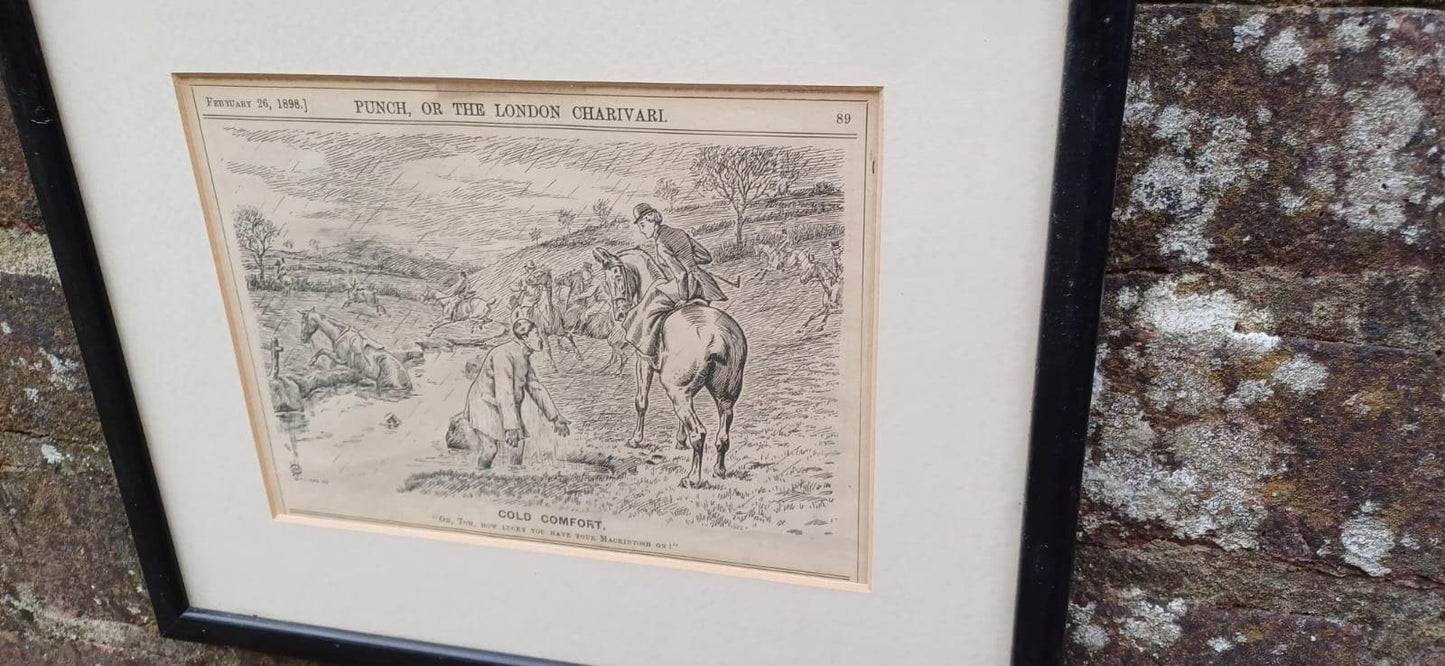 February 26, 1898.] PUNCH, OR THE LONDON CHARIVARI. 89
COLD COMFORT.
"Oh, Tom, how lucky you have your Mackintosh on!"